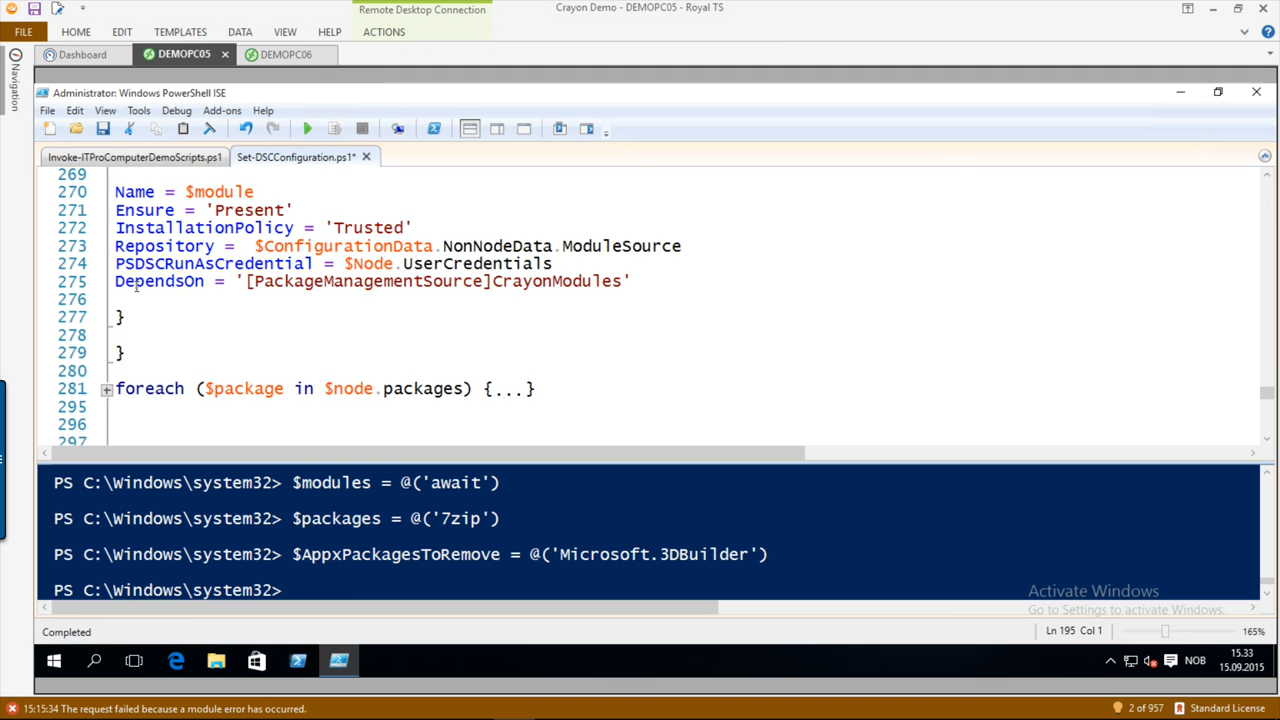 Remote Desktop Connection
Crayon Demo - DEMOPC05 - Royal TS
FILE HOME EDIT TEMPLATES DATA VIEW HELP ACTIONS
Dashboard DEMOPC05 DEMOPC06
Navigation
Administrator: Windows PowerShell ISE
File Edit View Tools Debug Add-ons Help
Invoke-ITProComputerDemoScripts.ps1 Set-DSCConfiguration.ps1*
269
270 Name = $module
271 Ensure = 'Present'
272 InstallationPolicy = 'Trusted'
273 Repository =  $ConfigurationData.NonNodeData.ModuleSource
274 PSDSCRunAsCredential = $Node.UserCredentials
275 DependsOn = '[PackageManagementSource]CrayonModules'
276
277 }
278
279 }
280
281 foreach ($package in $node.packages) {...}
295
296
297
PS C:\Windows\system32> $modules = @('await')
PS C:\Windows\system32> $packages = @('7zip')
PS C:\Windows\system32> $AppxPackagesToRemove = @('Microsoft.3DBuilder')
PS C:\Windows\system32>
Activate Windows
Go to Settings to activate Windows.
Completed Ln 195 Col 1 165%
NOB 15.33
15.09.2015
15:15:34 The request failed because a module error has occurred. 2 of 957 Standard License